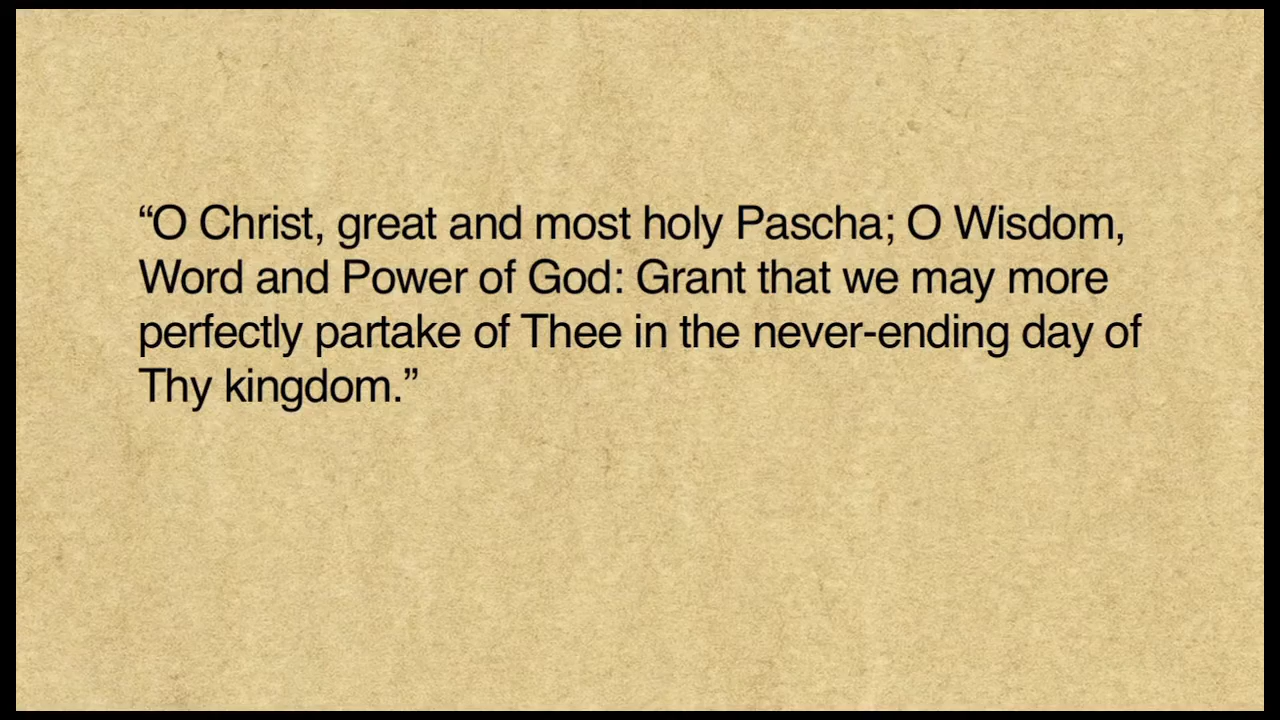 “O Christ, great and most holy Pascha; O Wisdom,
Word and Power of God: Grant that we may more
perfectly partake of Thee in the never-ending day of
Thy kingdom.”